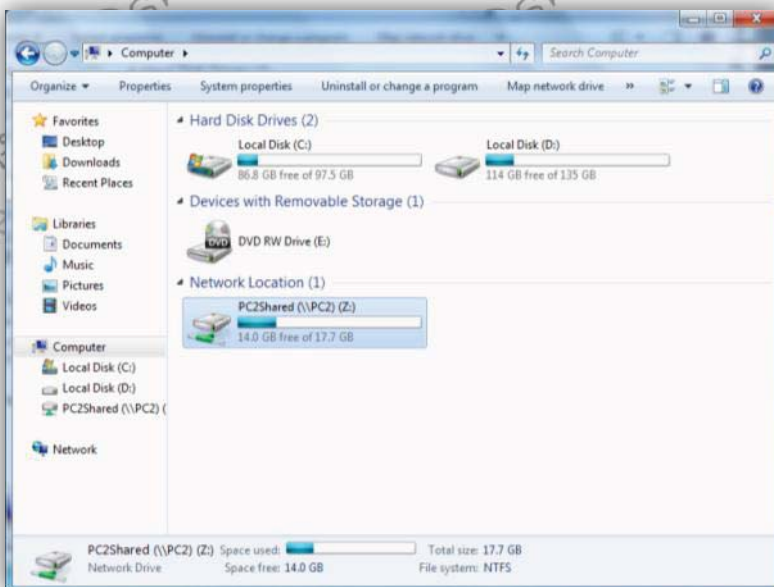 Computer
Search Computer
Organize Properties System properties Uninstall or change a program Map network drive »
Favorites
Desktop
Downloads
Recent Places
Libraries
Documents
Music
Pictures
Videos
Computer
Local Disk (C:)
Local Disk (D:)
PC2Shared (\\PC2) (
Network
Hard Disk Drives (2)
Local Disk (C:)
86.8 GB free of 97.5 GB
Local Disk (D:)
114 GB free of 135 GB
Devices with Removable Storage (1)
DVD
DVD RW Drive (E:)
Network Location (1)
PC2Shared (\\PC2) (Z:)
14.0 GB free of 17.7 GB
PC2Shared (\\PC2) (Z:) Space used: Total size: 17.7 GB
Network Drive Space free: 14.0 GB File system: NTFS